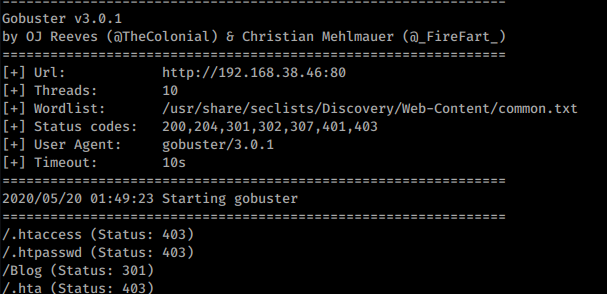 ===============================================================
Gobuster v3.0.1
by OJ Reeves (@TheColonial) & Christian Mehlmauer (@_FireFart_)
===============================================================
[+] Url:            http://192.168.38.46:80
[+] Threads:        10
[+] Wordlist:       /usr/share/seclists/Discovery/Web-Content/common.txt
[+] Status codes:   200,204,301,302,307,401,403
[+] User Agent:     gobuster/3.0.1
[+] Timeout:        10s
===============================================================
2020/05/20 01:49:23 Starting gobuster
===============================================================
/.htaccess (Status: 403)
/.htpasswd (Status: 403)
/Blog (Status: 301)
/.hta (Status: 403)